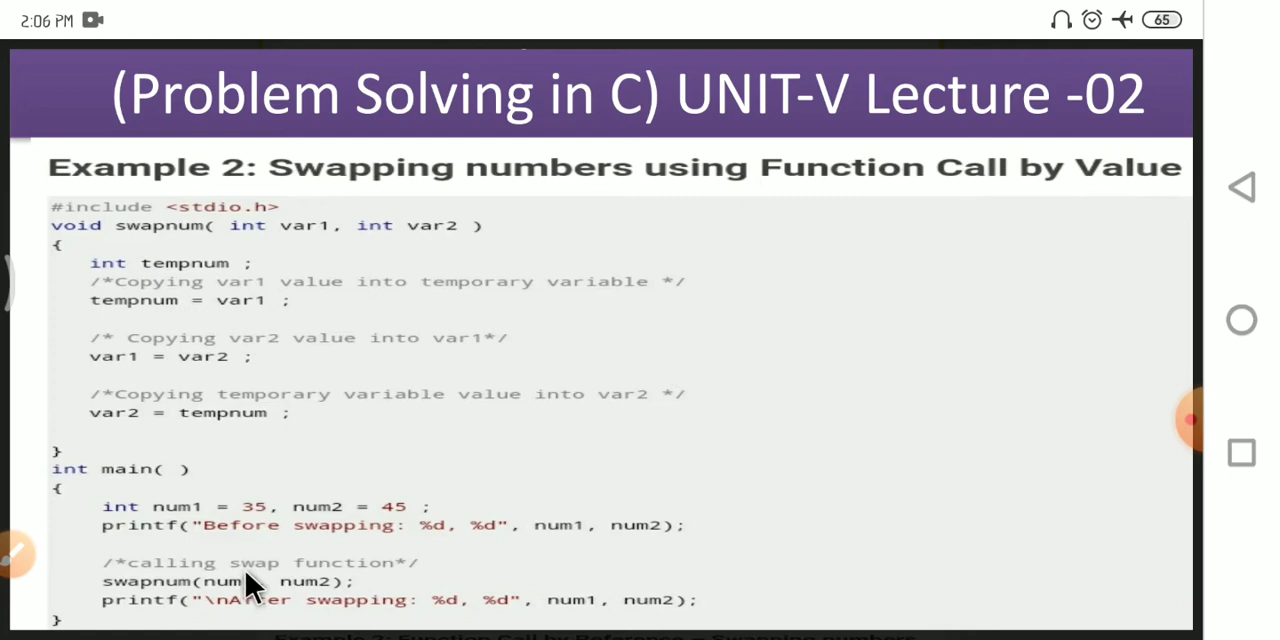 2:06 PM
65
(Problem Solving in C) UNIT-V Lecture -02
Example 2: Swapping numbers using Function Call by Value
#include <stdio.h>
void swapnum( int var1, int var2 )
{
int tempnum ;
/*Copying var1 value into temporary variable */
tempnum = var1 ;
/* Copying var2 value into var1*/
var1 = var2 ;
/*Copying temporary variable value into var2 */
var2 = tempnum ;
}
int main( )
{
int num1 = 35, num2 = 45 ;
printf("Before swapping: %d, %d", num1, num2);
/*calling swap function*/
swapnum(num num2);
printf("\nAfter swapping: %d, %d", num1, num2);
}